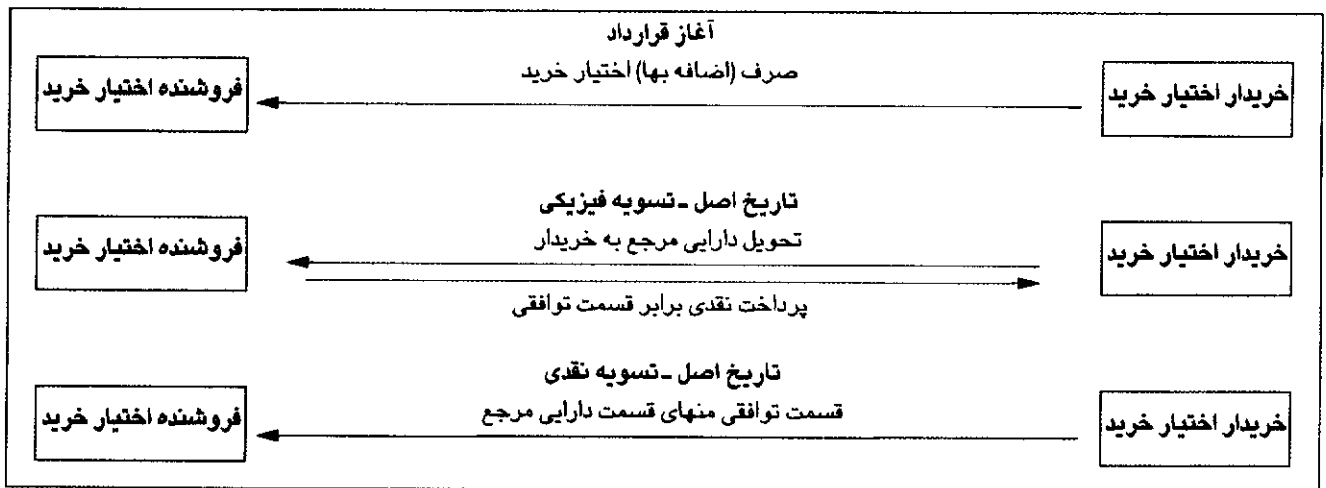 آغاز قرارداد
صرف (اضافه بها) اختیار خرید
خریدار اختیار خرید
فروشنده اختیار خرید
تاریخ اصل ـ تسویه فیزیکی
تحویل دارایی مرجع به خریدار
خریدار اختیار خرید
فروشنده اختیار خرید
پرداخت نقدی برابر قسمت توافقی
تاریخ اصل ـ تسویه نقدی
قسمت توافقی منهای قسمت دارایی مرجع
خریدار اختیار خرید
فروشنده اختیار خرید